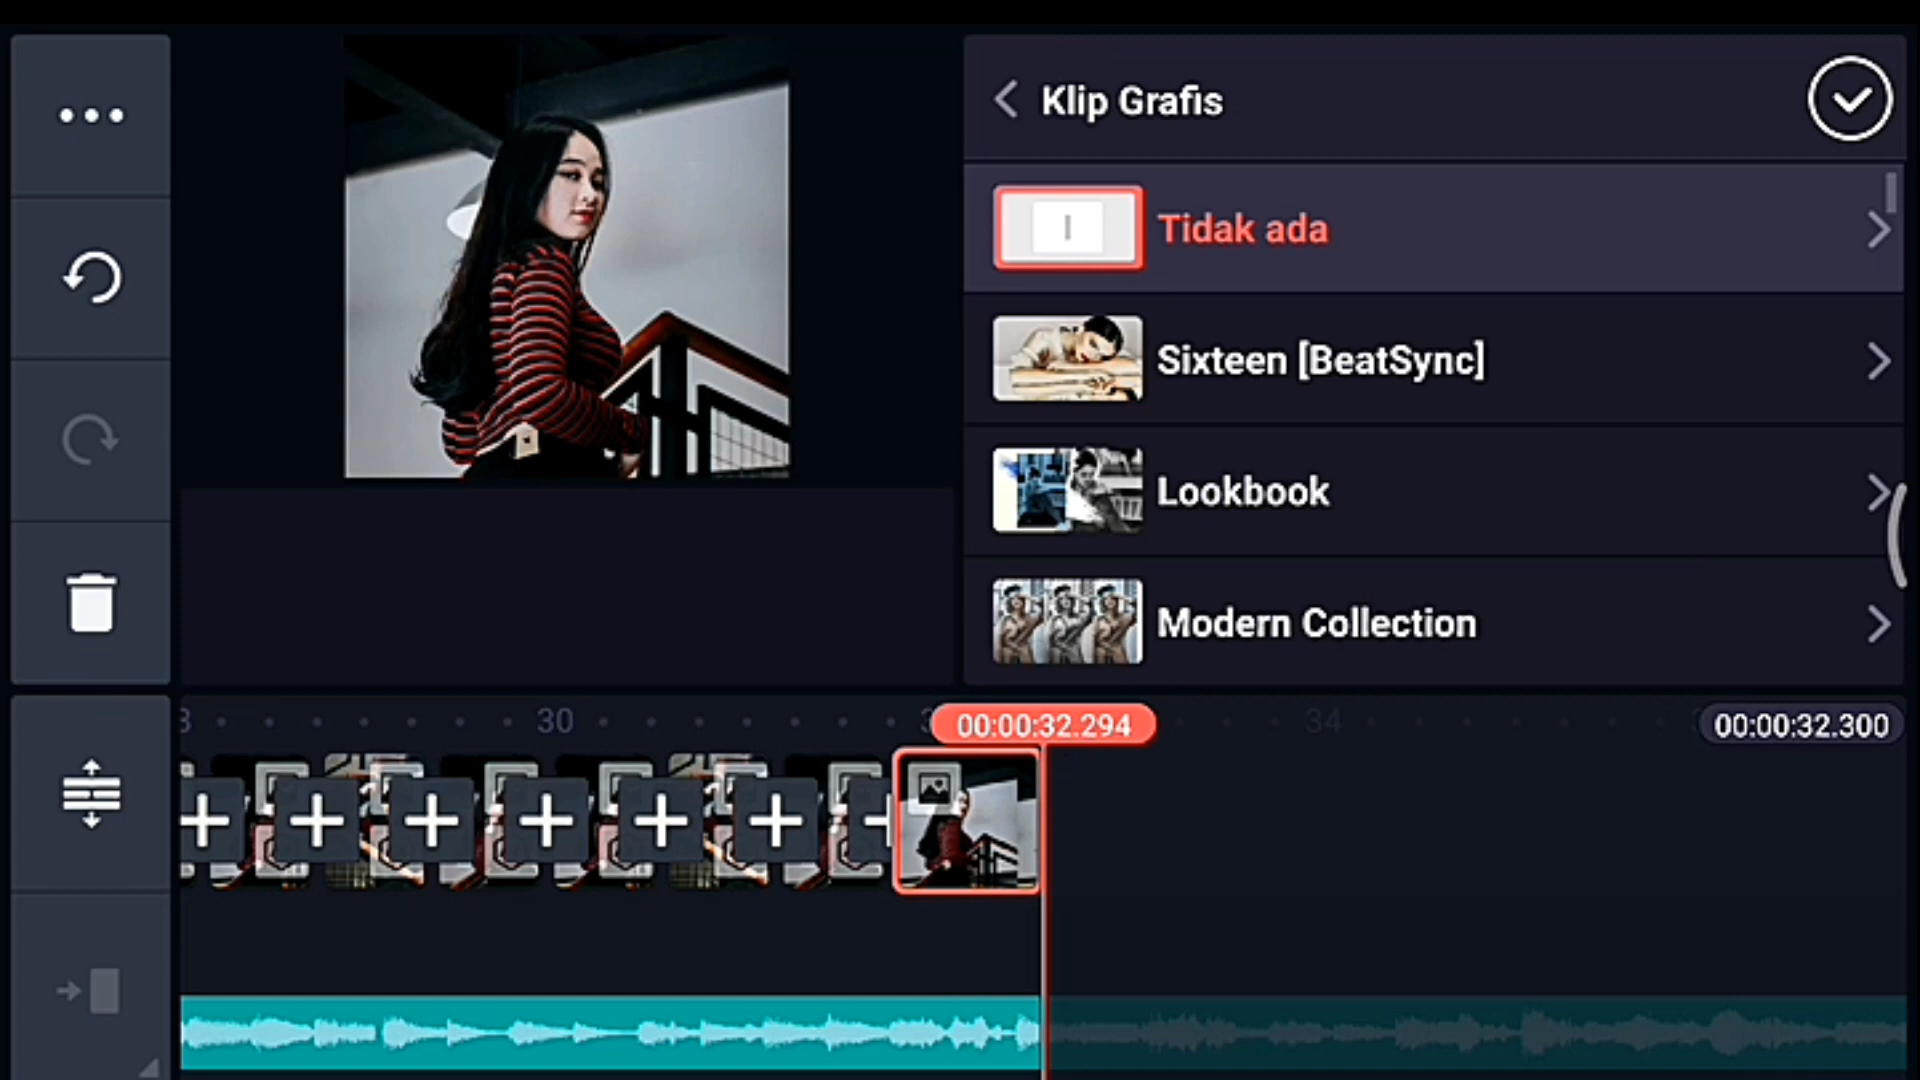 Klip Grafis
Tidak ada
Sixteen [BeatSync]
Lookbook
Modern Collection
30
00:00:32.294
34
00:00:32.300